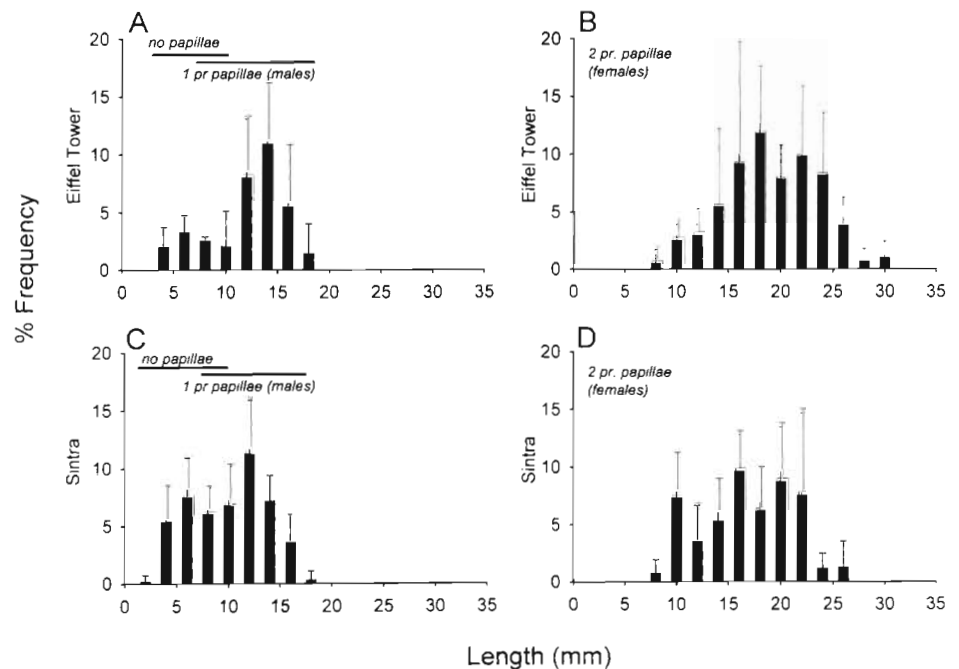 A
20
15
10
5
0
no papillae
1 pr papillae (males)
Eiffel Tower
0 5 10 15 20 25 30 35
B
20
15
10
5
0
2 pr. papillae
(females)
Eiffel Tower
0 5 10 15 20 25 30 35
% Frequency
C
20
15
10
5
0
no papillae
1 pr papillae (males)
Sintra
0 5 10 15 20 25 30 35
D
20
15
10
5
0
2 pr. papillae
(females)
Sintra
0 5 10 15 20 25 30 35
Length (mm)